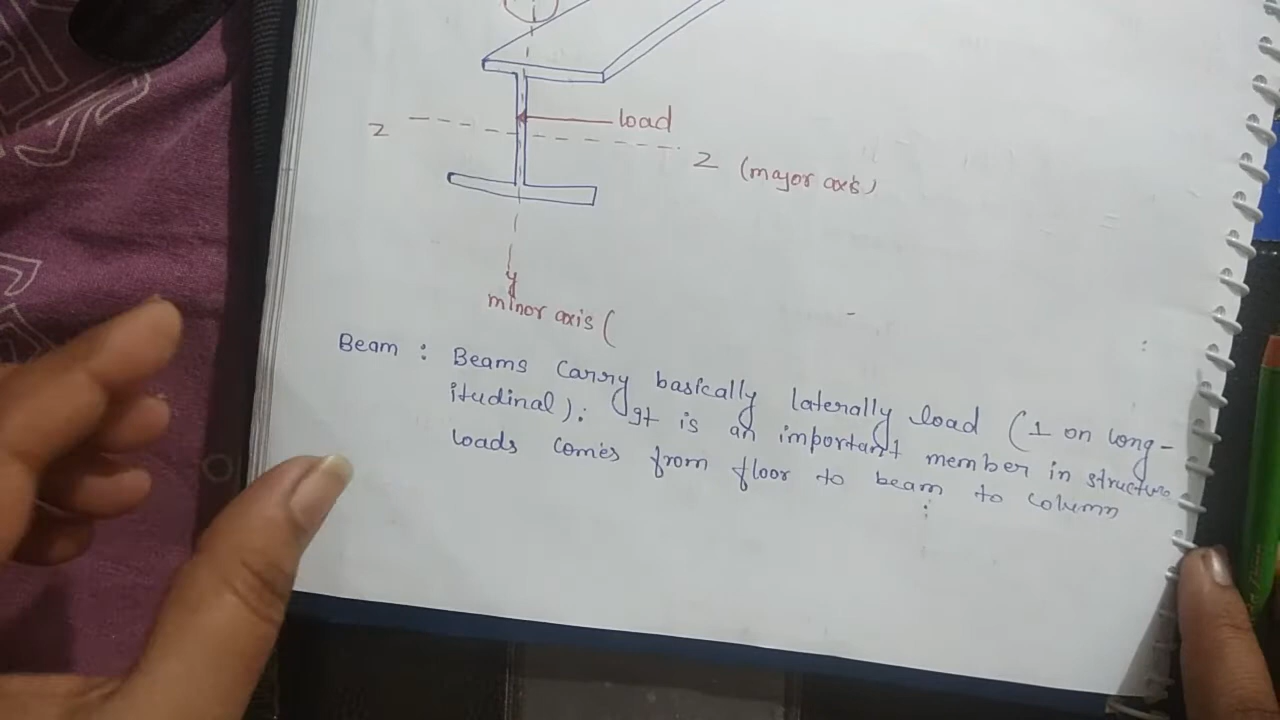 load
z
z (major axis)
y
minor axis (
Beam : Beams carry basically laterally load (⊥ on long-
itudinal). It is an important member in structure
loads comes from floor to beam to column